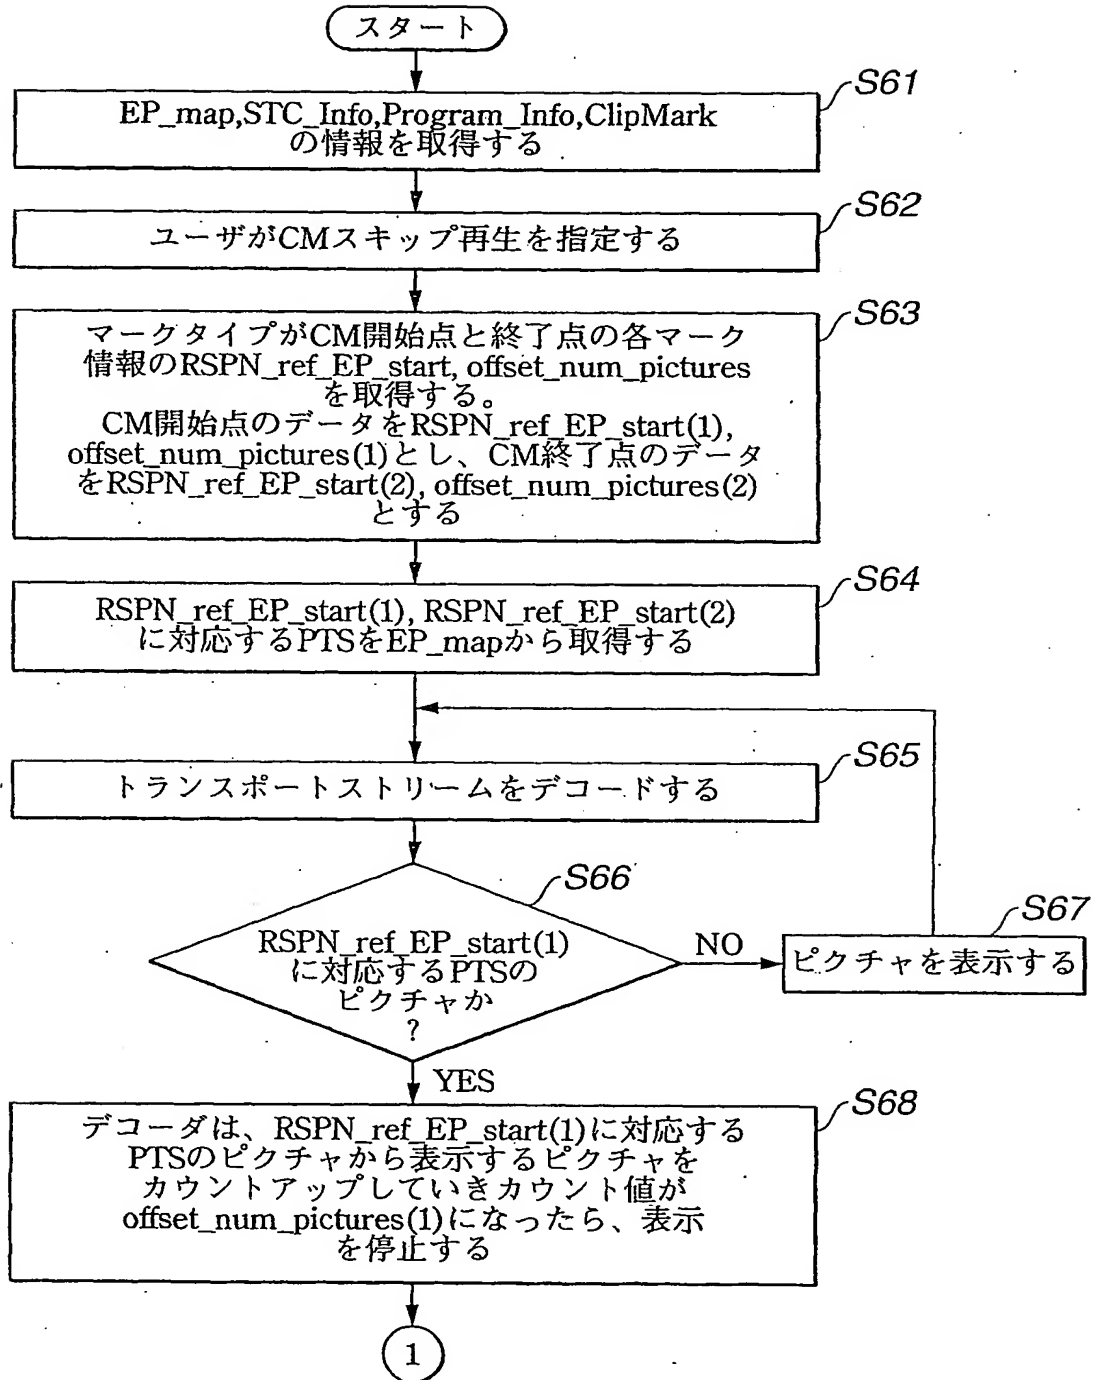 スタート
S61
EP_map,STC_Info,Program_Info,ClipMark
の情報を取得する
S62
ユーザがCMスキップ再生を指定する
S63
マークタイプがCM開始点と終了点の各マーク
情報のRSPN_ref_EP_start, offset_num_pictures
を取得する。
CM開始点のデータをRSPN_ref_EP_start(1),
offset_num_pictures(1)とし、CM終了点のデータ
をRSPN_ref_EP_start(2), offset_num_pictures(2)
とする
S64
RSPN_ref_EP_start(1), RSPN_ref_EP_start(2)
に対応するPTSをEP_mapから取得する
S65
トランスポートストリームをデコードする
S66
RSPN_ref_EP_start(1)
に対応するPTSの
ピクチャか
?
NO
S67
ピクチャを表示する
YES
S68
デコーダは、RSPN_ref_EP_start(1)に対応する
PTSのピクチャから表示するピクチャを
カウントアップしていきカウント値が
offset_num_pictures(1)になったら、表示
を停止する
1